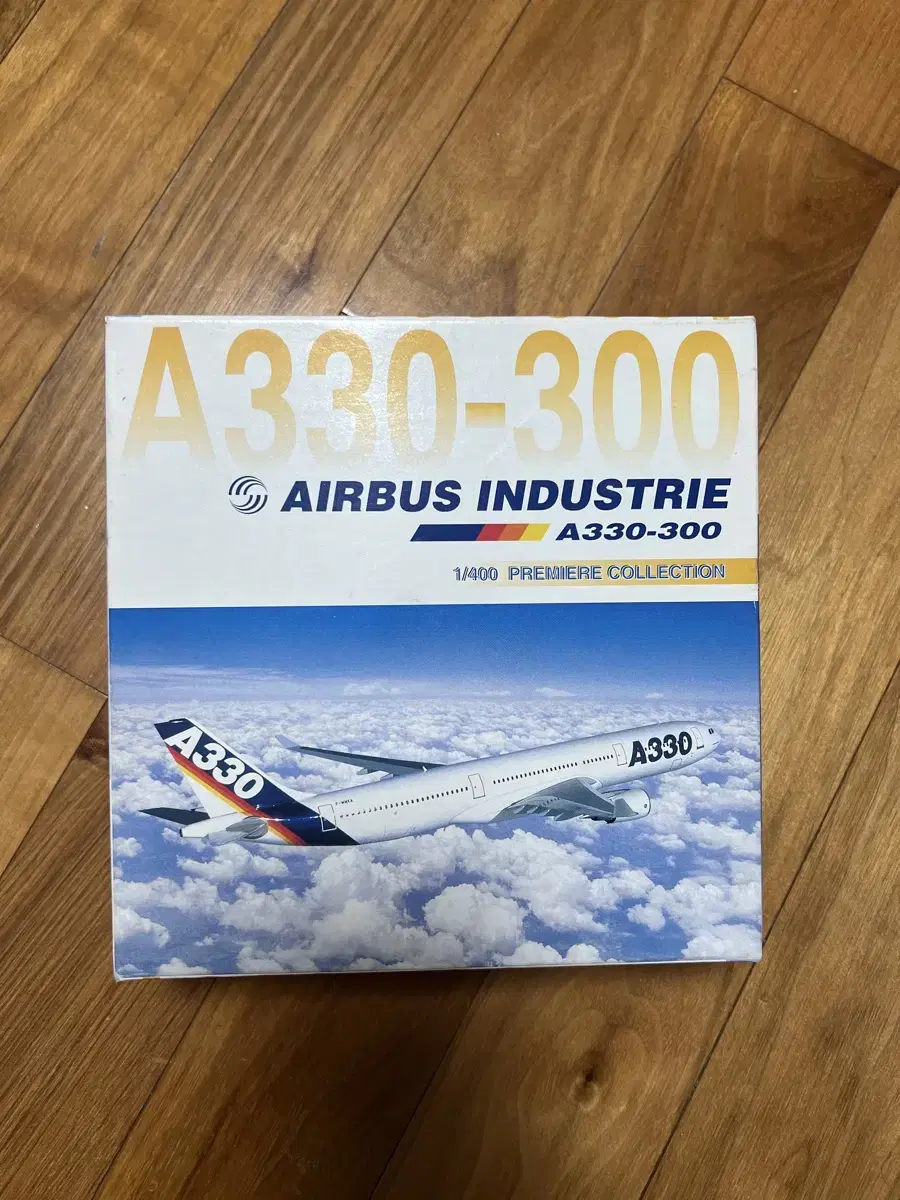 A330-300
AIRBUS INDUSTRIE
A330-300
1/400 PREMIERE COLLECTION
A330
A330